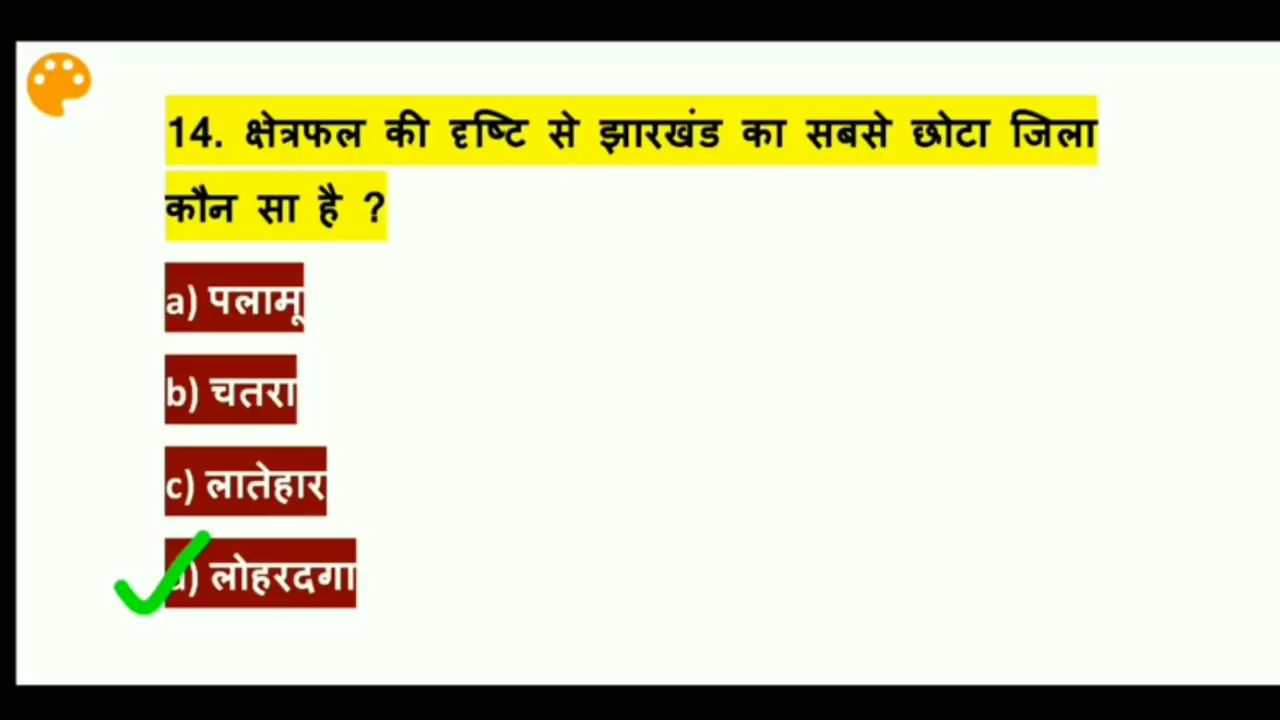 14. क्षेत्रफल की दृष्टि से झारखंड का सबसे छोटा जिला
कौन सा है ?
a) पलामू
b) चतरा
c) लातेहार
d) लोहरदगा